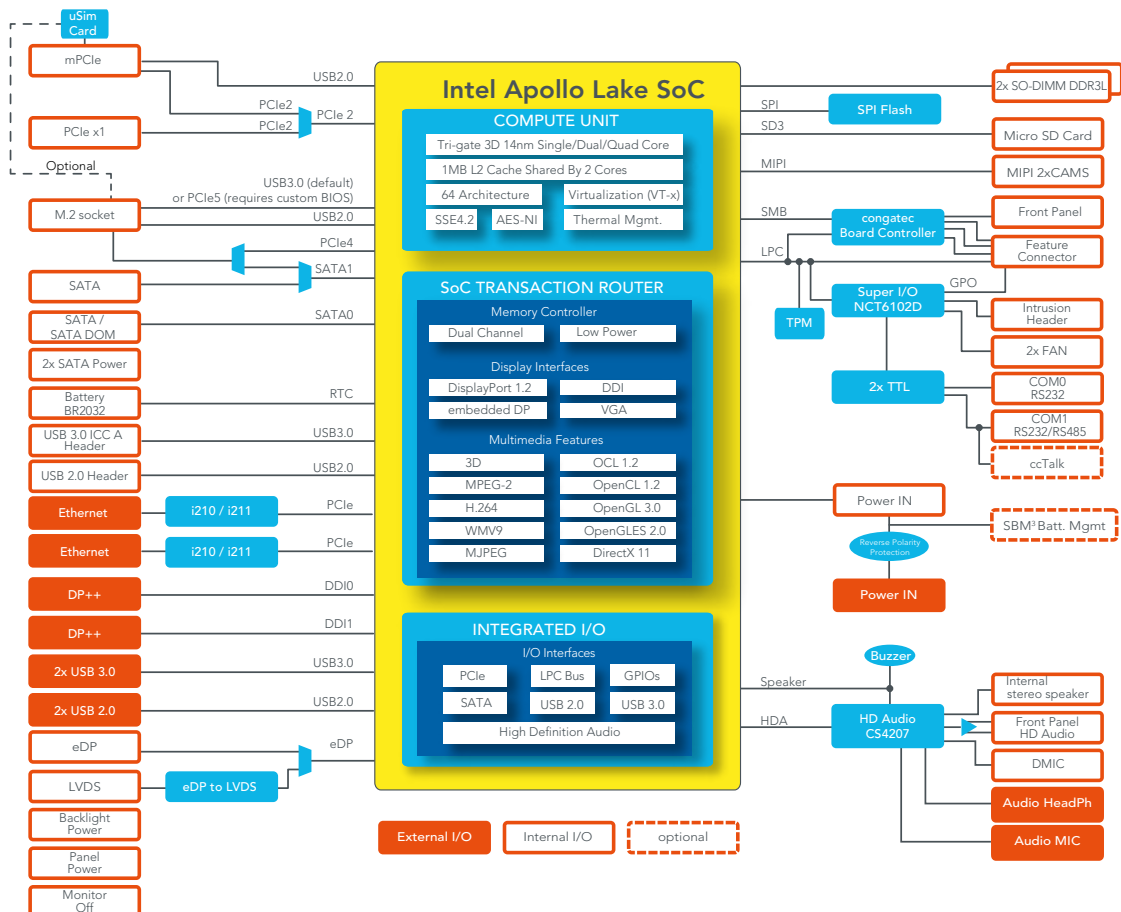 uSim
Card
mPCIe
USB2.0
PCIe2
PCIe2
PCIe 2
PCIe x1
Optional
USB3.0 (default)
or PCIe5 (requires custom BIOS)
M.2 socket
USB2.0
PCIe4
SATA1
SATA
SATA /
SATA DOM
SATA0
2x SATA Power
Battery
BR2032
RTC
USB 3.0 ICC A
Header
USB3.0
USB 2.0 Header
USB2.0
Ethernet
i210 / i211
PCIe
Ethernet
i210 / i211
PCIe
DP++
DDI0
DP++
DDI1
2x USB 3.0
USB3.0
2x USB 2.0
USB2.0
eDP
eDP
LVDS
eDP to LVDS
Backlight
Power
Panel
Power
Monitor
Off
Intel Apollo Lake SoC
COMPUTE UNIT
Tri-gate 3D 14nm Single/Dual/Quad Core
1MB L2 Cache Shared By 2 Cores
64 Architecture
Virtualization (VT-x)
SSE4.2
AES-NI
Thermal Mgmt.
SoC TRANSACTION ROUTER
Memory Controller
Dual Channel
Low Power
Display Interfaces
DisplayPort 1.2
DDI
embedded DP
VGA
Multimedia Features
3D
OCL 1.2
MPEG-2
OpenCL 1.2
H.264
OpenGL 3.0
WMV9
OpenGLES 2.0
MJPEG
DirectX 11
INTEGRATED I/O
I/O Interfaces
PCIe
LPC Bus
GPIOs
SATA
USB 2.0
USB 3.0
High Definition Audio
External I/O
Internal I/O
optional
2x SO-DIMM DDR3L
SPI
SPI Flash
SD3
Micro SD Card
MIPI
MIPI 2xCAMS
SMB
congatec
Board Controller
Front Panel
LPC
Feature
Connector
GPO
Super I/O
NCT6102D
TPM
Intrusion
Header
2x FAN
2x TTL
COM0
RS232
COM1
RS232/RS485
ccTalk
Power IN
SBM³ Batt. Mgmt
Reverse Polarity
Protection
Power IN
Buzzer
Speaker
HDA
HD Audio
CS4207
Internal
stereo speaker
Front Panel
HD Audio
DMIC
Audio HeadPh
Audio MIC